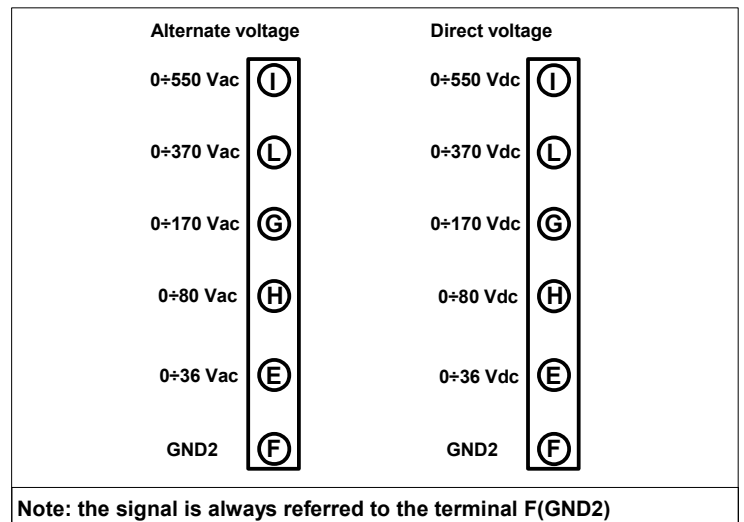 Alternate voltage Direct voltage
0÷550 Vac I 0÷550 Vdc I
0÷370 Vac L 0÷370 Vdc L
0÷170 Vac G 0÷170 Vdc G
0÷80 Vac H 0÷80 Vdc H
0÷36 Vac E 0÷36 Vdc E
GND2 F GND2 F
Note: the signal is always referred to the terminal F(GND2)